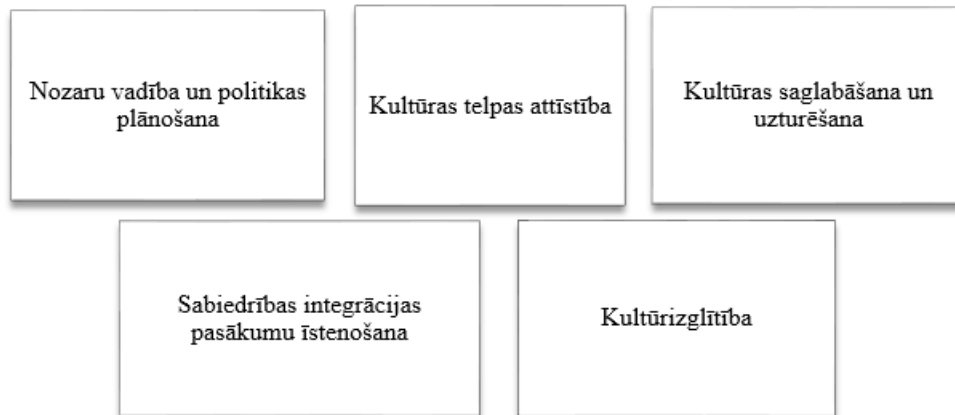 Nozaru vadība un politikas
plānošana
Kultūras telpas attīstība
Kultūras saglabāšana un
uzturēšana
Sabiedrības integrācijas
pasākumu īstenošana
Kultūrizglītība